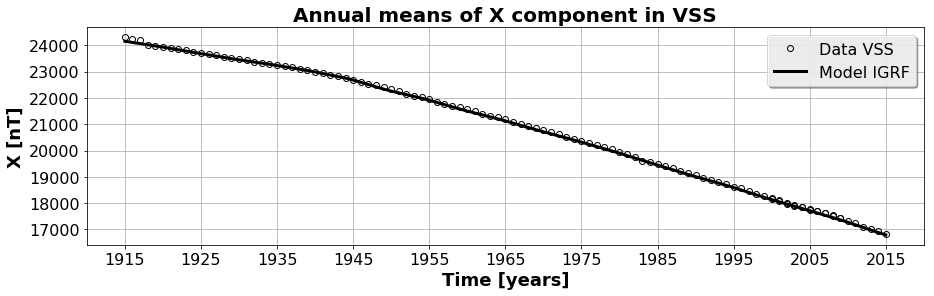 Annual means of X component in VSS
24000
23000
22000
21000
20000
19000
18000
17000
X [nT]
Data VSS
Model IGRF
1915 1925 1935 1945 1955 1965 1975 1985 1995 2005 2015
Time [years]